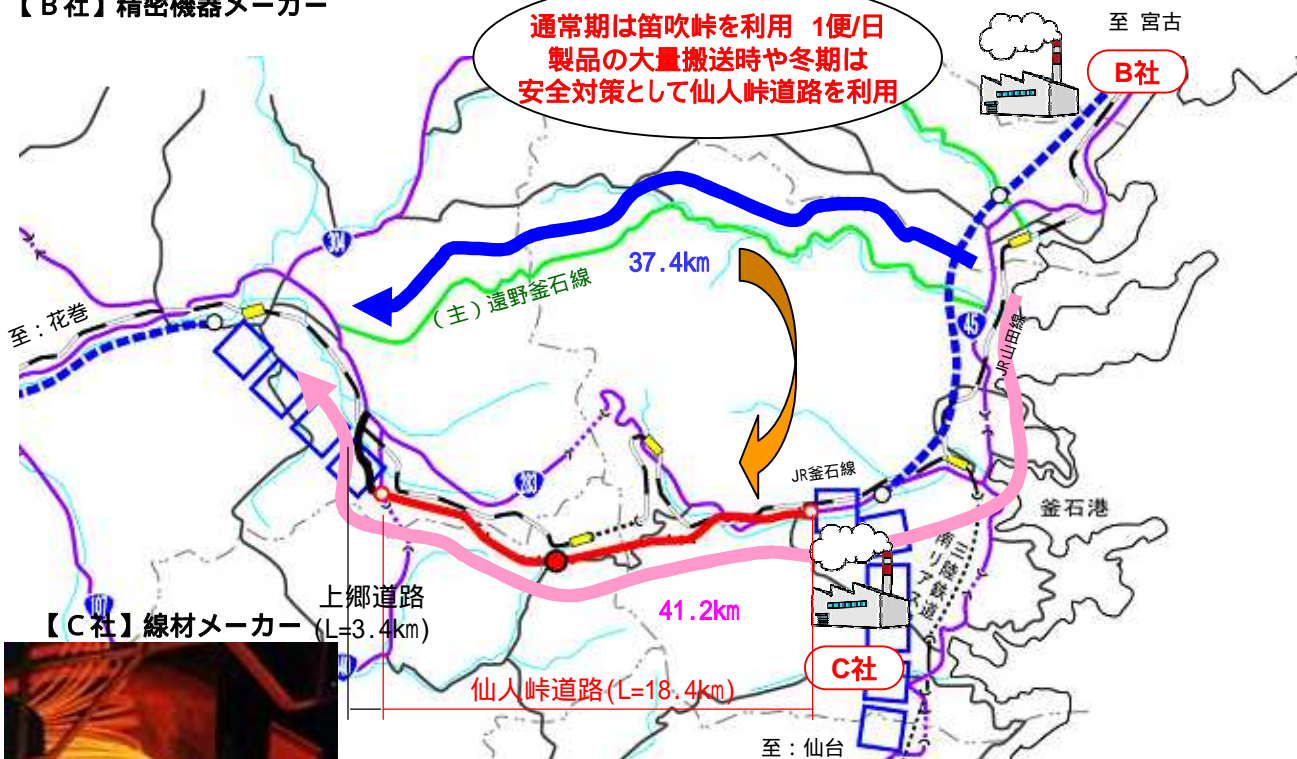 【Ｂ社】精密機器メーカー
通常期は笛吹峠を利用 1便/日
製品の大量搬送時や冬期は
安全対策として仙人峠道路を利用
至 宮古
B社
37.4km
(主)遠野釜石線
至：花巻
45
JR山田線
283
JR釜石線
釜石港
三陸鉄道
南リアス
41.2km
上郷道路
(L=3.4km)
107
【Ｃ社】線材メーカー
C社
仙人峠道路(L=18.4km)
至：仙台